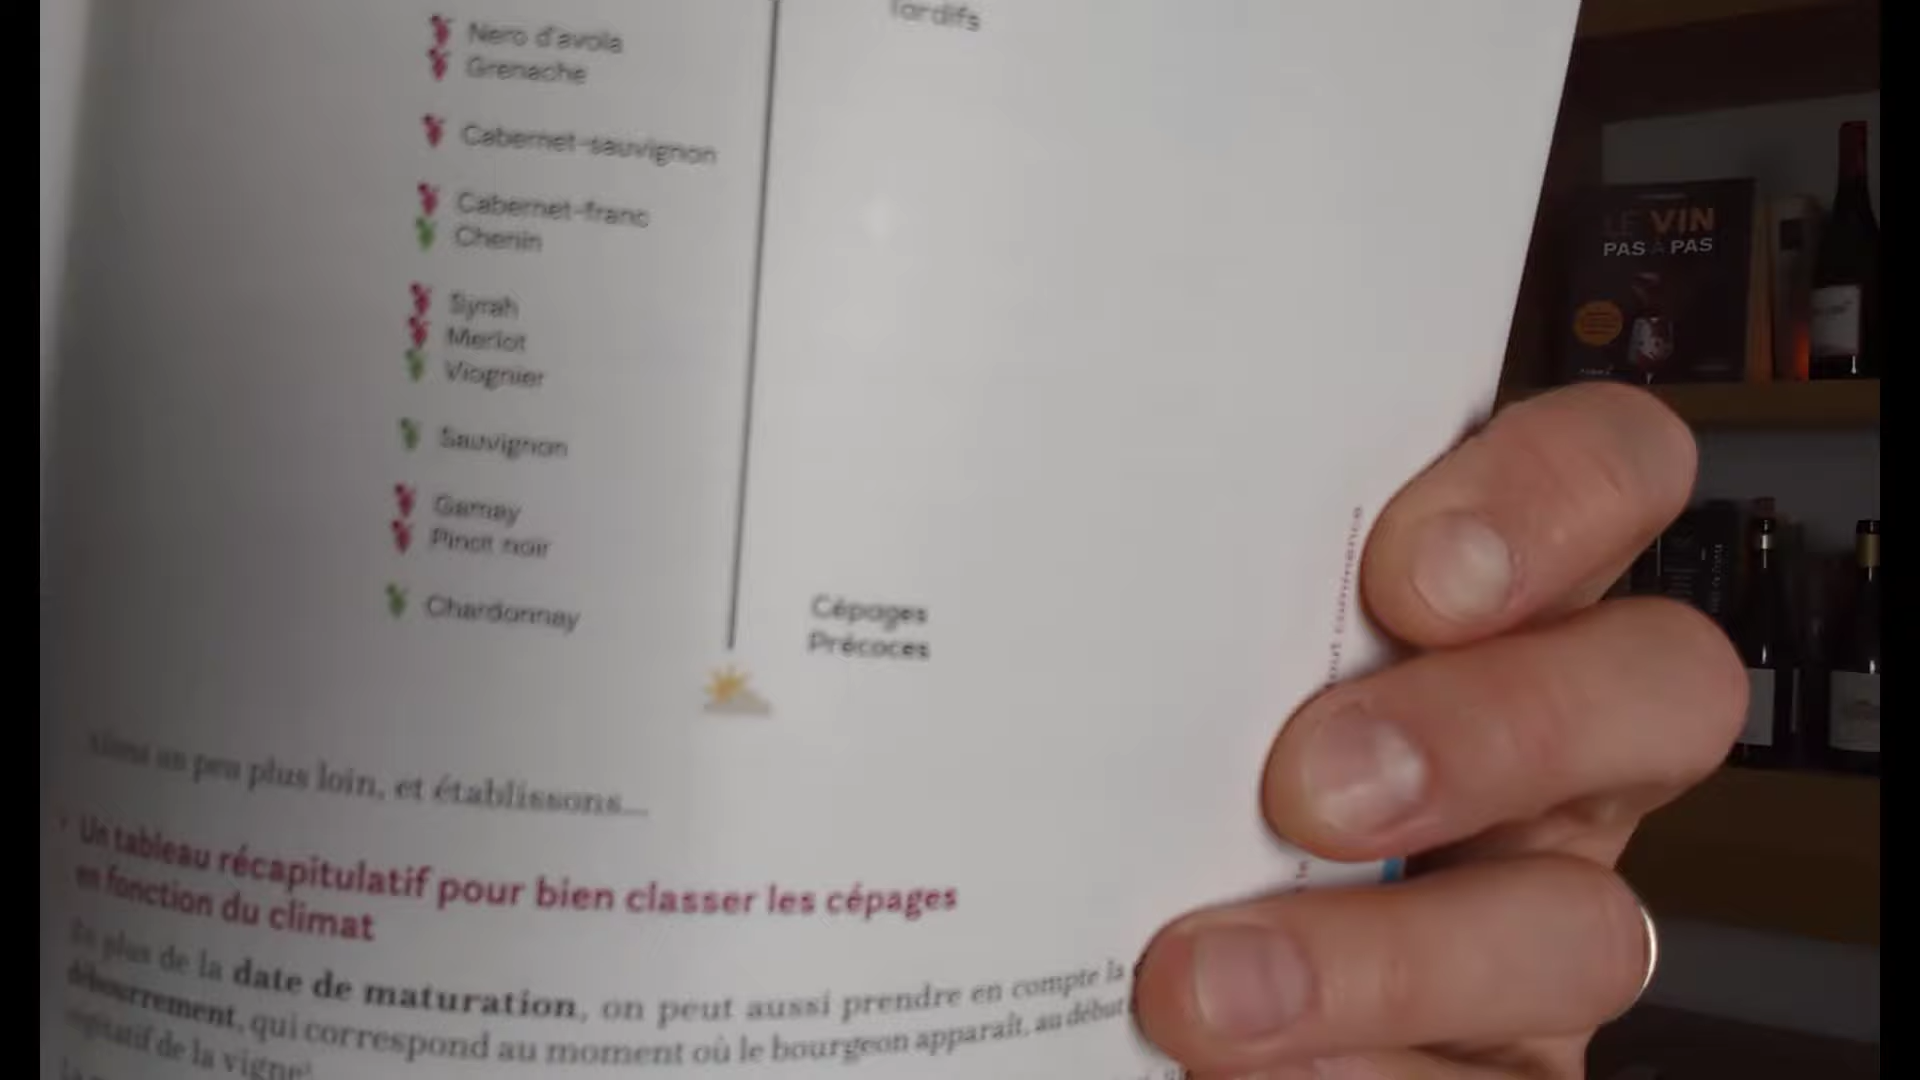 Tardifs
Nero d'avola
Grenache
Cabernet-sauvignon
Cabernet-franc
Chenin
Syrah
Merlot
Viognier
Sauvignon
Gamay
Pinot noir
Chardonnay
Cépages
Précoces
un peu plus loin, et établissons...
Un tableau récapitulatif pour bien classer les cépages
en fonction du climat
En plus de la date de maturation, on peut aussi prendre en compte la
débourrement, qui correspond au moment où le bourgeon apparaît, au début
de la vigne
tout commence
LE VIN
PAS À PAS